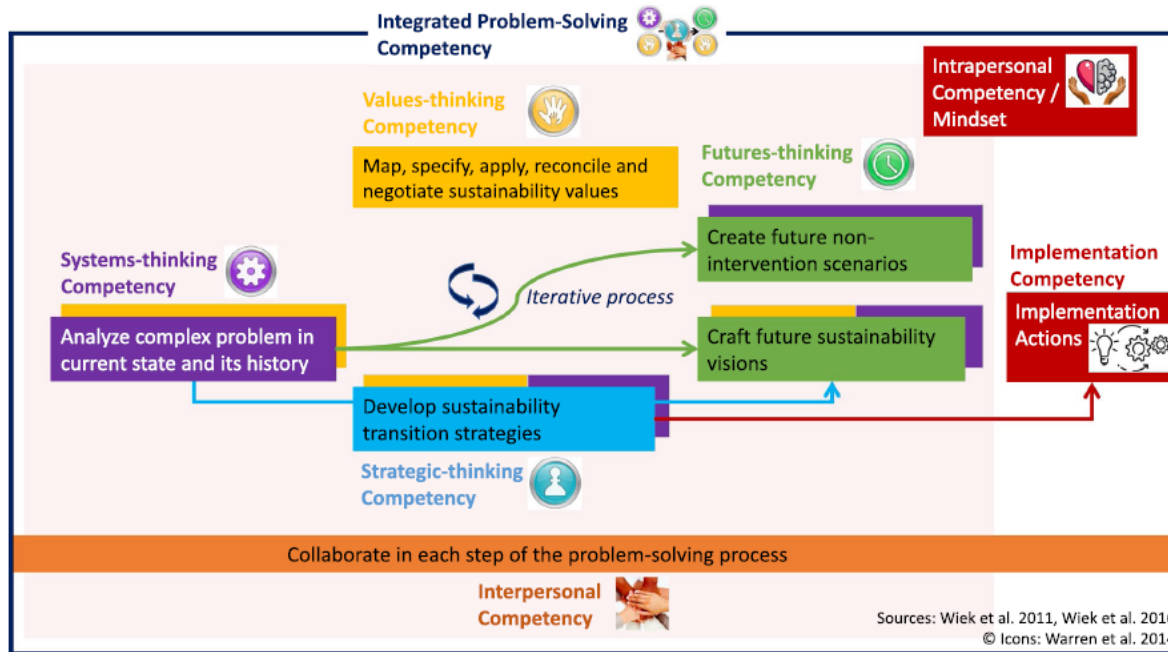 Integrated Problem-Solving
Competency
Intrapersonal
Competency /
Mindset
Values-thinking
Competency
Map, specify, apply, reconcile and
negotiate sustainability values
Futures-thinking
Competency
Create future non-
intervention scenarios
Systems-thinking
Competency
Iterative process
Implementation
Competency
Analyze complex problem in
current state and its history
Craft future sustainability
visions
Implementation
Actions
Develop sustainability
transition strategies
Strategic-thinking
Competency
Collaborate in each step of the problem-solving process
Interpersonal
Competency
Sources: Wiek et al. 2011, Wiek et al. 2016
© Icons: Warren et al. 2014